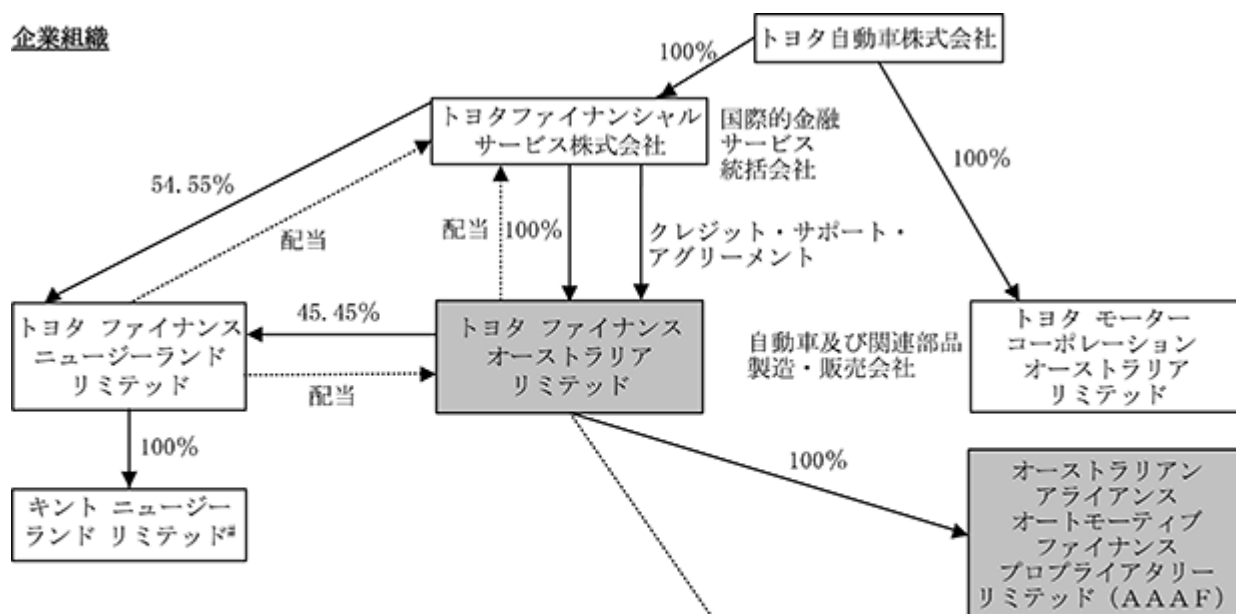 企業組織
トヨタ自動車株式会社
100%
トヨタファイナンシャル
サービス株式会社
国際的金融
サービス
統括会社
100%
54.55%
配当
配当
100%
クレジット・サポート・
アグリーメント
45.45%
トヨタ ファイナンス
ニュージーランド
リミテッド
配当
トヨタ ファイナンス
オーストラリア
リミテッド
自動車及び関連部品
製造・販売会社
トヨタ モーター
コーポレーション
オーストラリア
リミテッド
100%
キント ニュージー
ランド リミテッド#
100%
オーストラリアン
アライアンス
オートモーティブ
ファイナンス
プロプライアタリー
リミテッド（ＡＡＡＦ）